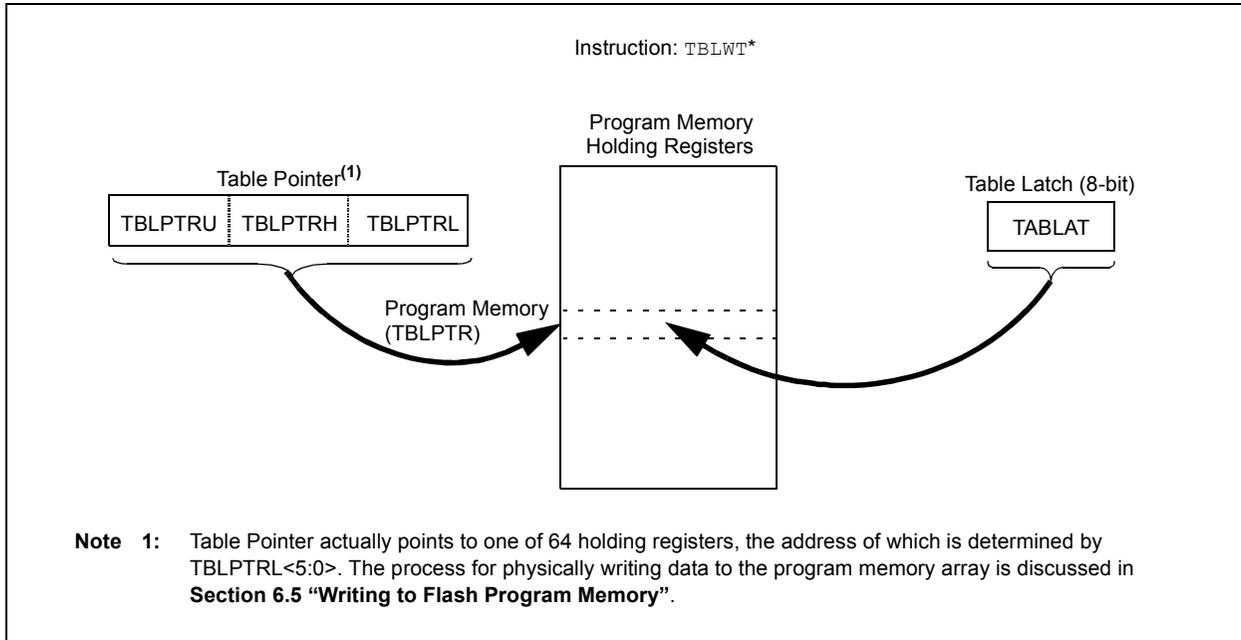 Instruction: TBLWT*
Program Memory
Holding Registers
Table Pointer(1)
Table Latch (8-bit)
TBLPTRU TBLPTRH TBLPTRL
TABLAT
Program Memory
(TBLPTR)
Note 1: Table Pointer actually points to one of 64 holding registers, the address of which is determined by
TBLPTRL<5:0>. The process for physically writing data to the program memory array is discussed in
Section 6.5 “Writing to Flash Program Memory”.